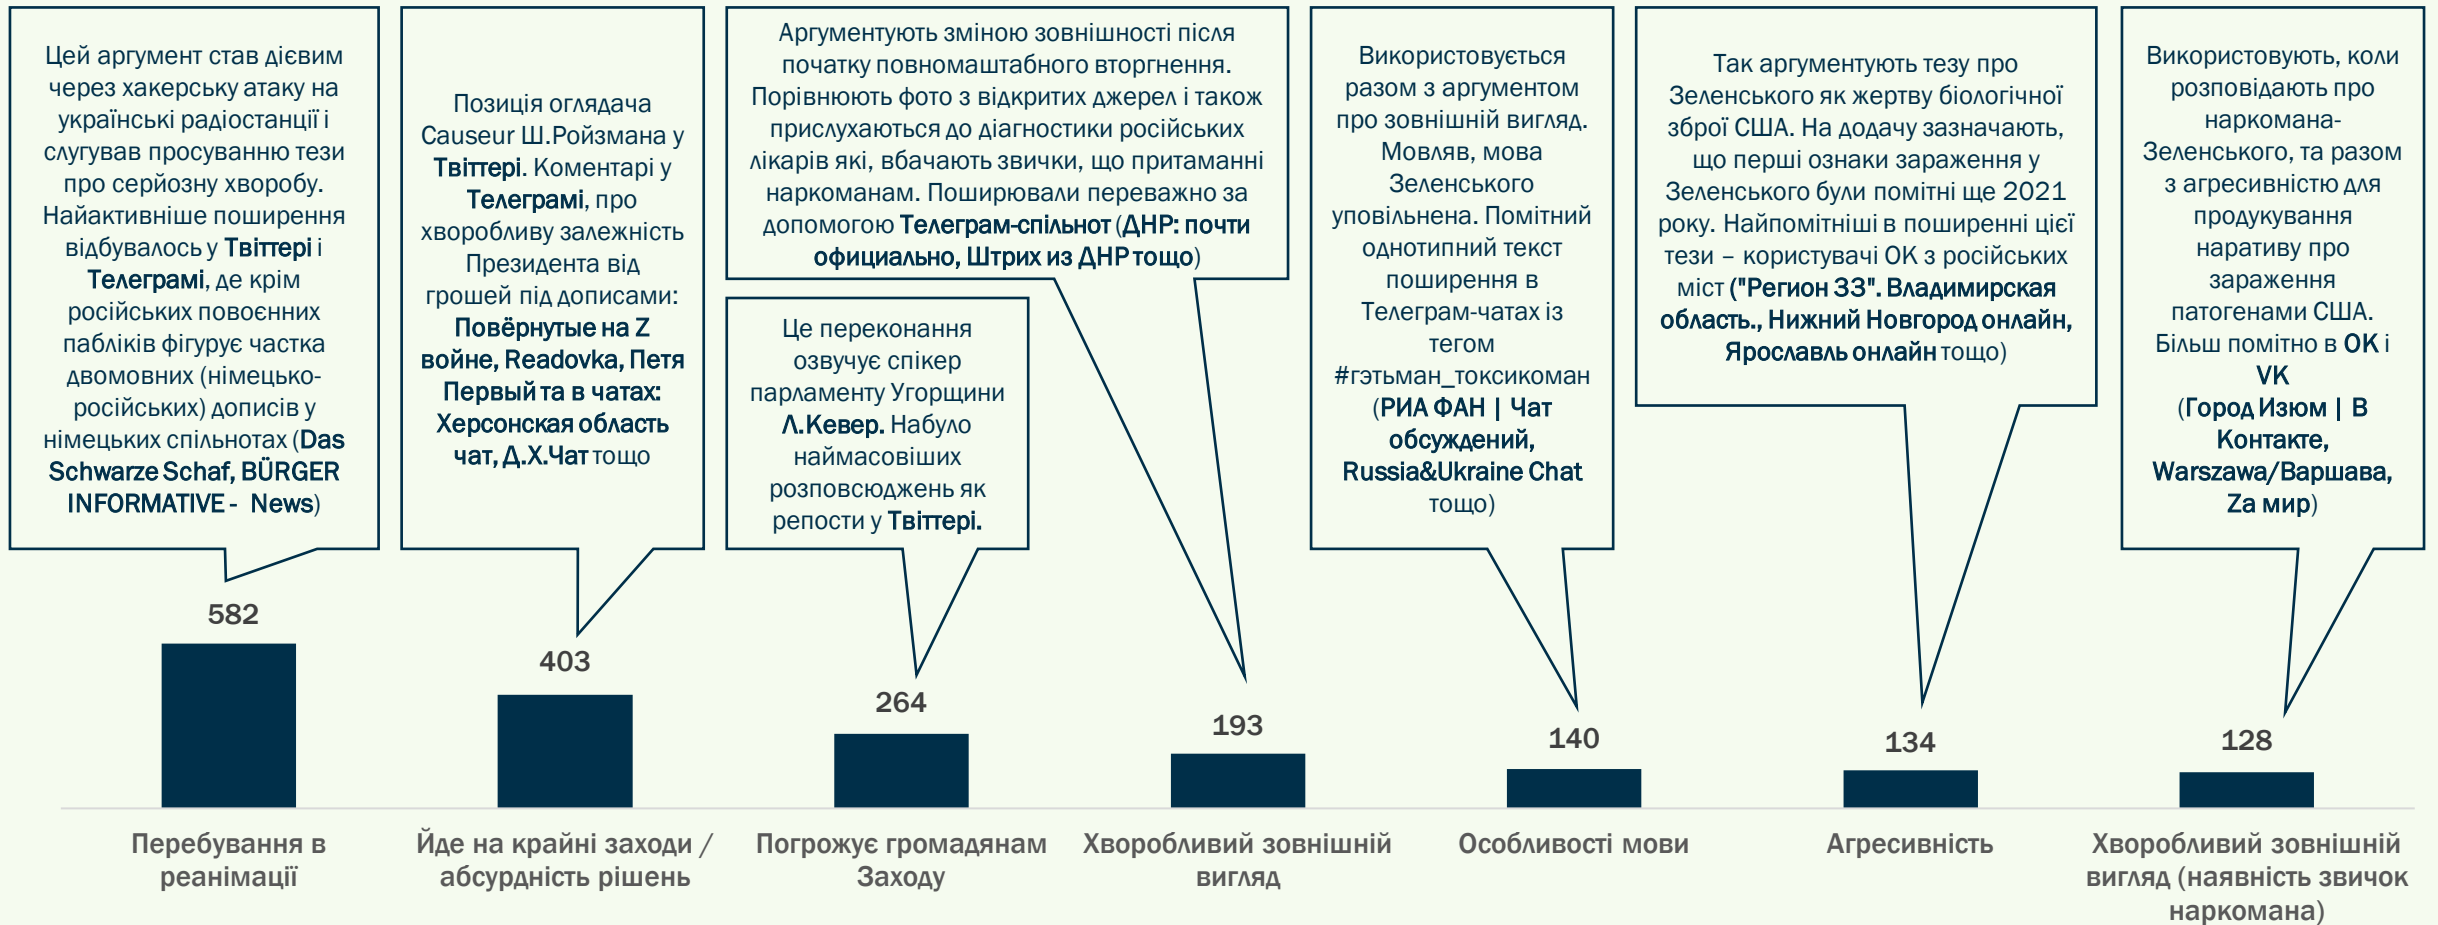 Цей аргумент став дієвим
через хакерську атаку на
українські радіостанції і
слугував просуванню тези
про серйозну хворобу.
Найактивніше поширення
відбувалось у Твіттері і
Телеграмі, де крім
російських повоєнних
пабліків фігурує частка
двомовних (німецько-
російських) дописів у
німецьких спільнотах (Das
Schwarze Schaf, BÜRGER
INFORMATIVE - News)
Позиція оглядача
Causeur Ш.Ройзмана у
Твіттері. Коментарі у
Телеграмі, про
хворобливу залежність
Президента від
грошей під дописами:
Повёрнутые на Z
войне, Readovka, Петя
Первый та в чатах:
Херсонская область
чат, Д.Х.Чат тощо
Аргументують зміною зовнішності після
початку повномаштабного вторгнення.
Порівнюють фото з відкритих джерел і також
прислухаються до діагностики російських
лікарів які, вбачають звички, що притаманні
наркоманам. Поширювали переважно за
допомогою Телеграм-спільнот (ДНР: почти
официально, Штрих из ДНР тощо)
Це переконання
озвучує спікер
парламенту Угорщини
Л.Кевер. Набуло
наймасовіших
розповсюджень як
репости у Твіттері.
Використовується
разом з аргументом
про зовнішній вигляд.
Мовляв, мова
Зеленського
уповільнена. Помітний
однотипний текст
поширення в
Телеграм-чатах із
тегом
#гэтьман_токсикоман
(РИА ФАН | Чат
обсуждений,
Russia&Ukraine Chat
тощо)
Так аргументують тезу про
Зеленського як жертву біологічної
зброї США. На додачу зазначають,
що перші ознаки зараження у
Зеленського були помітні ще 2021
року. Найпомітніші в поширенні цієї
тези – користувачі ОК з російських
міст ("Регион 33". Владимирская
область., Нижний Новгород онлайн,
Ярославль онлайн тощо)
Використовують, коли
розповідають про
наркомана-
Зеленського, та разом
з агресивністю для
продукування
наративу про
зараження
патогенами США.
Більш помітно в ОК і
VK
(Город Изюм | В
Контакте,
Warszawa/Варшава,
Za мир)
582
403
264
193
140
134
128
Перебування в
реанімації
Йде на крайні заходи /
абсурдність рішень
Погрожує громадянам
Заходу
Хворобливий зовнішній
вигляд
Особливості мови
Агресивність
Хворобливий зовнішній
вигляд (наявність звичок
наркомана)